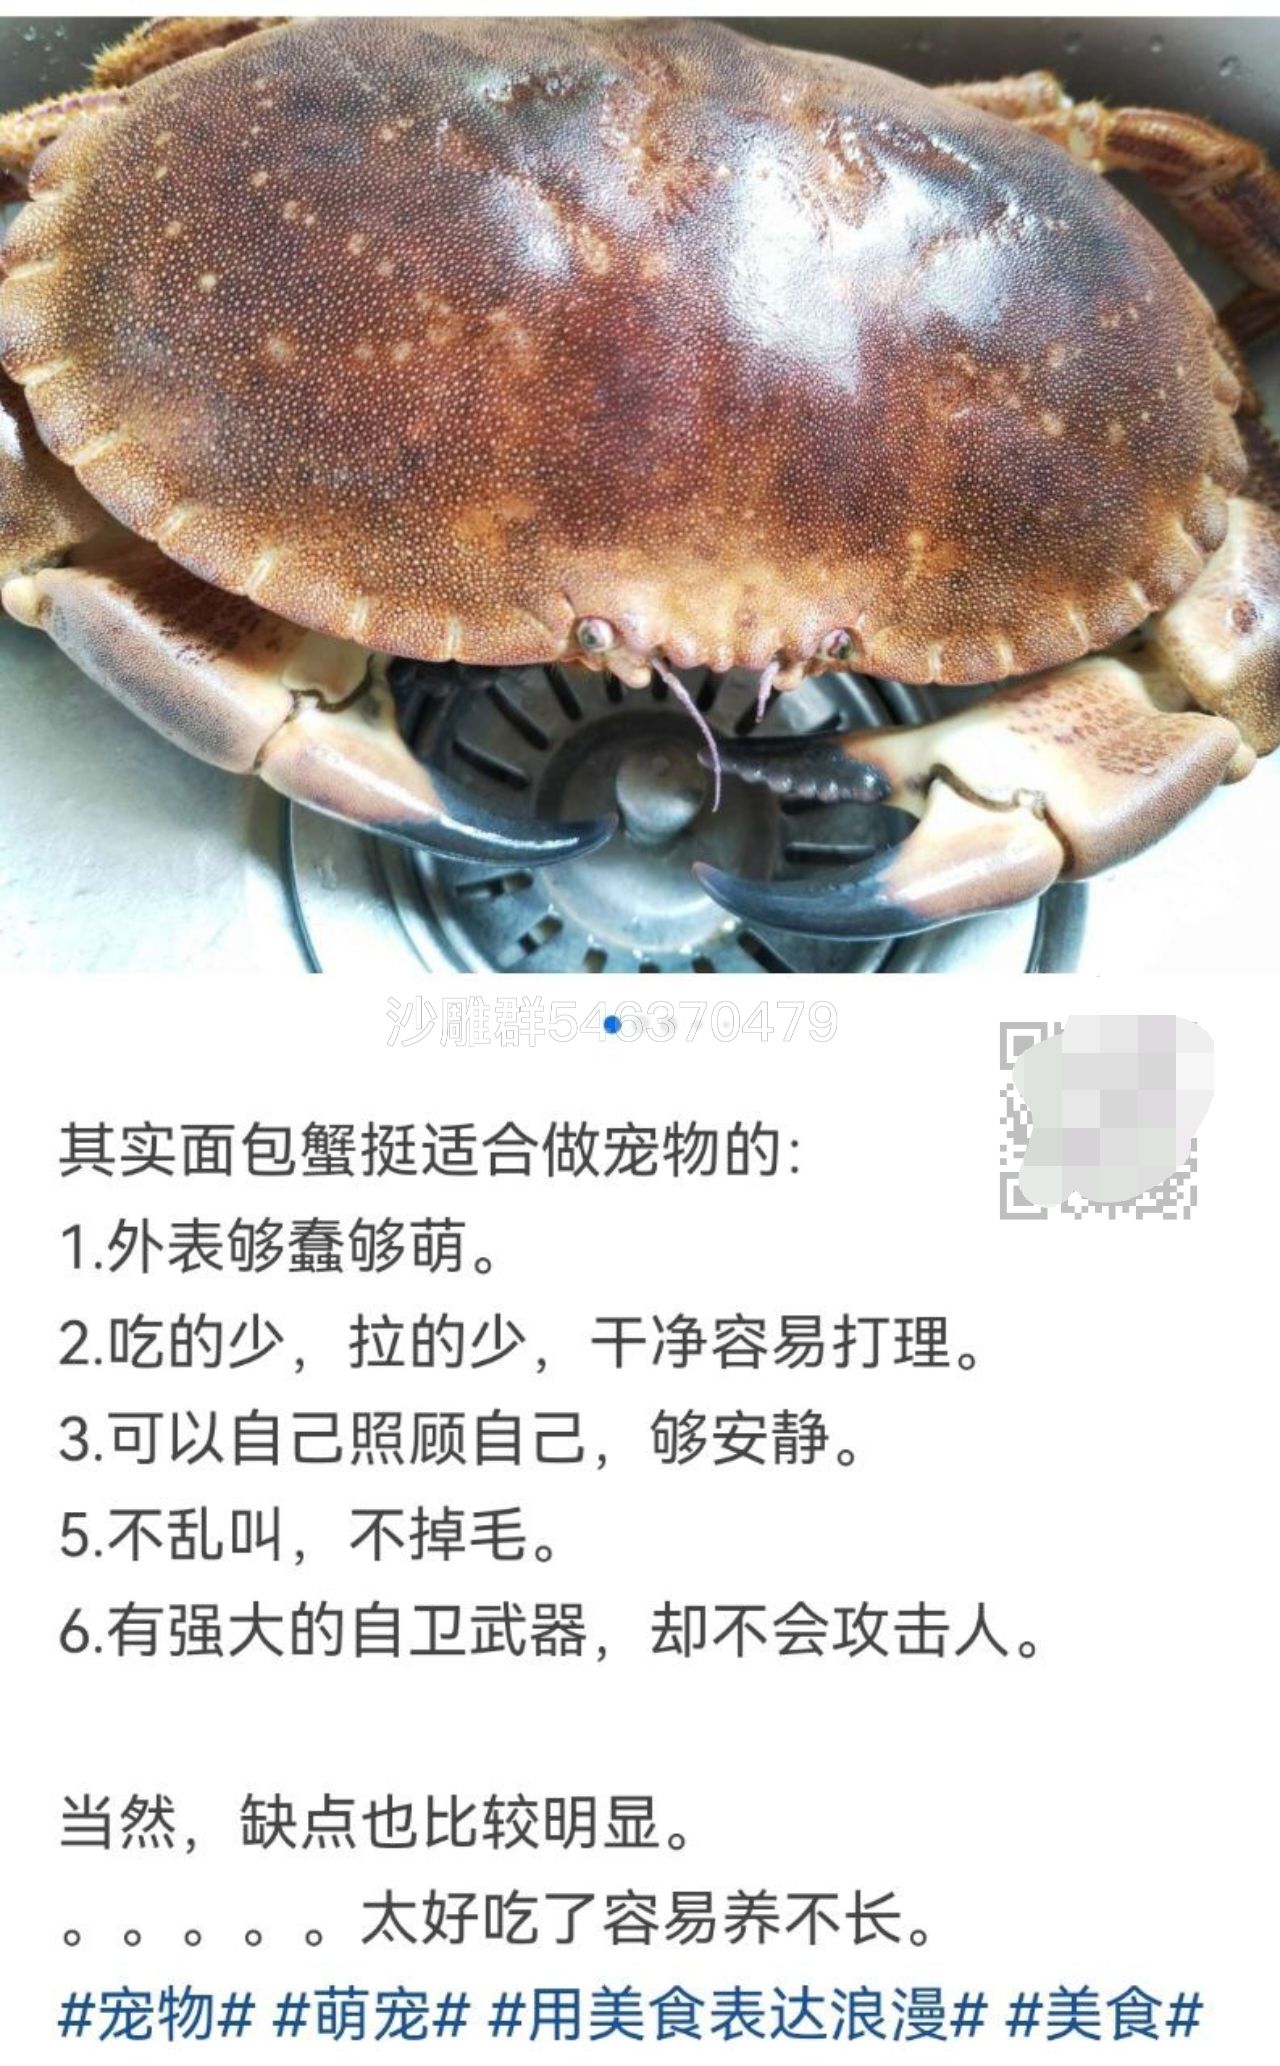 沙雕群546370479
其实面包蟹挺适合做宠物的：
1.外表够蠢够萌。
2.吃的少，拉的少，干净容易打理。
3.可以自己照顾自己，够安静。
5.不乱叫，不掉毛。
6.有强大的自卫武器，却不会攻击人。
当然，缺点也比较明显。
。。。。。太好吃了容易养不长。
#宠物# #萌宠# #用美食表达浪漫# #美食#